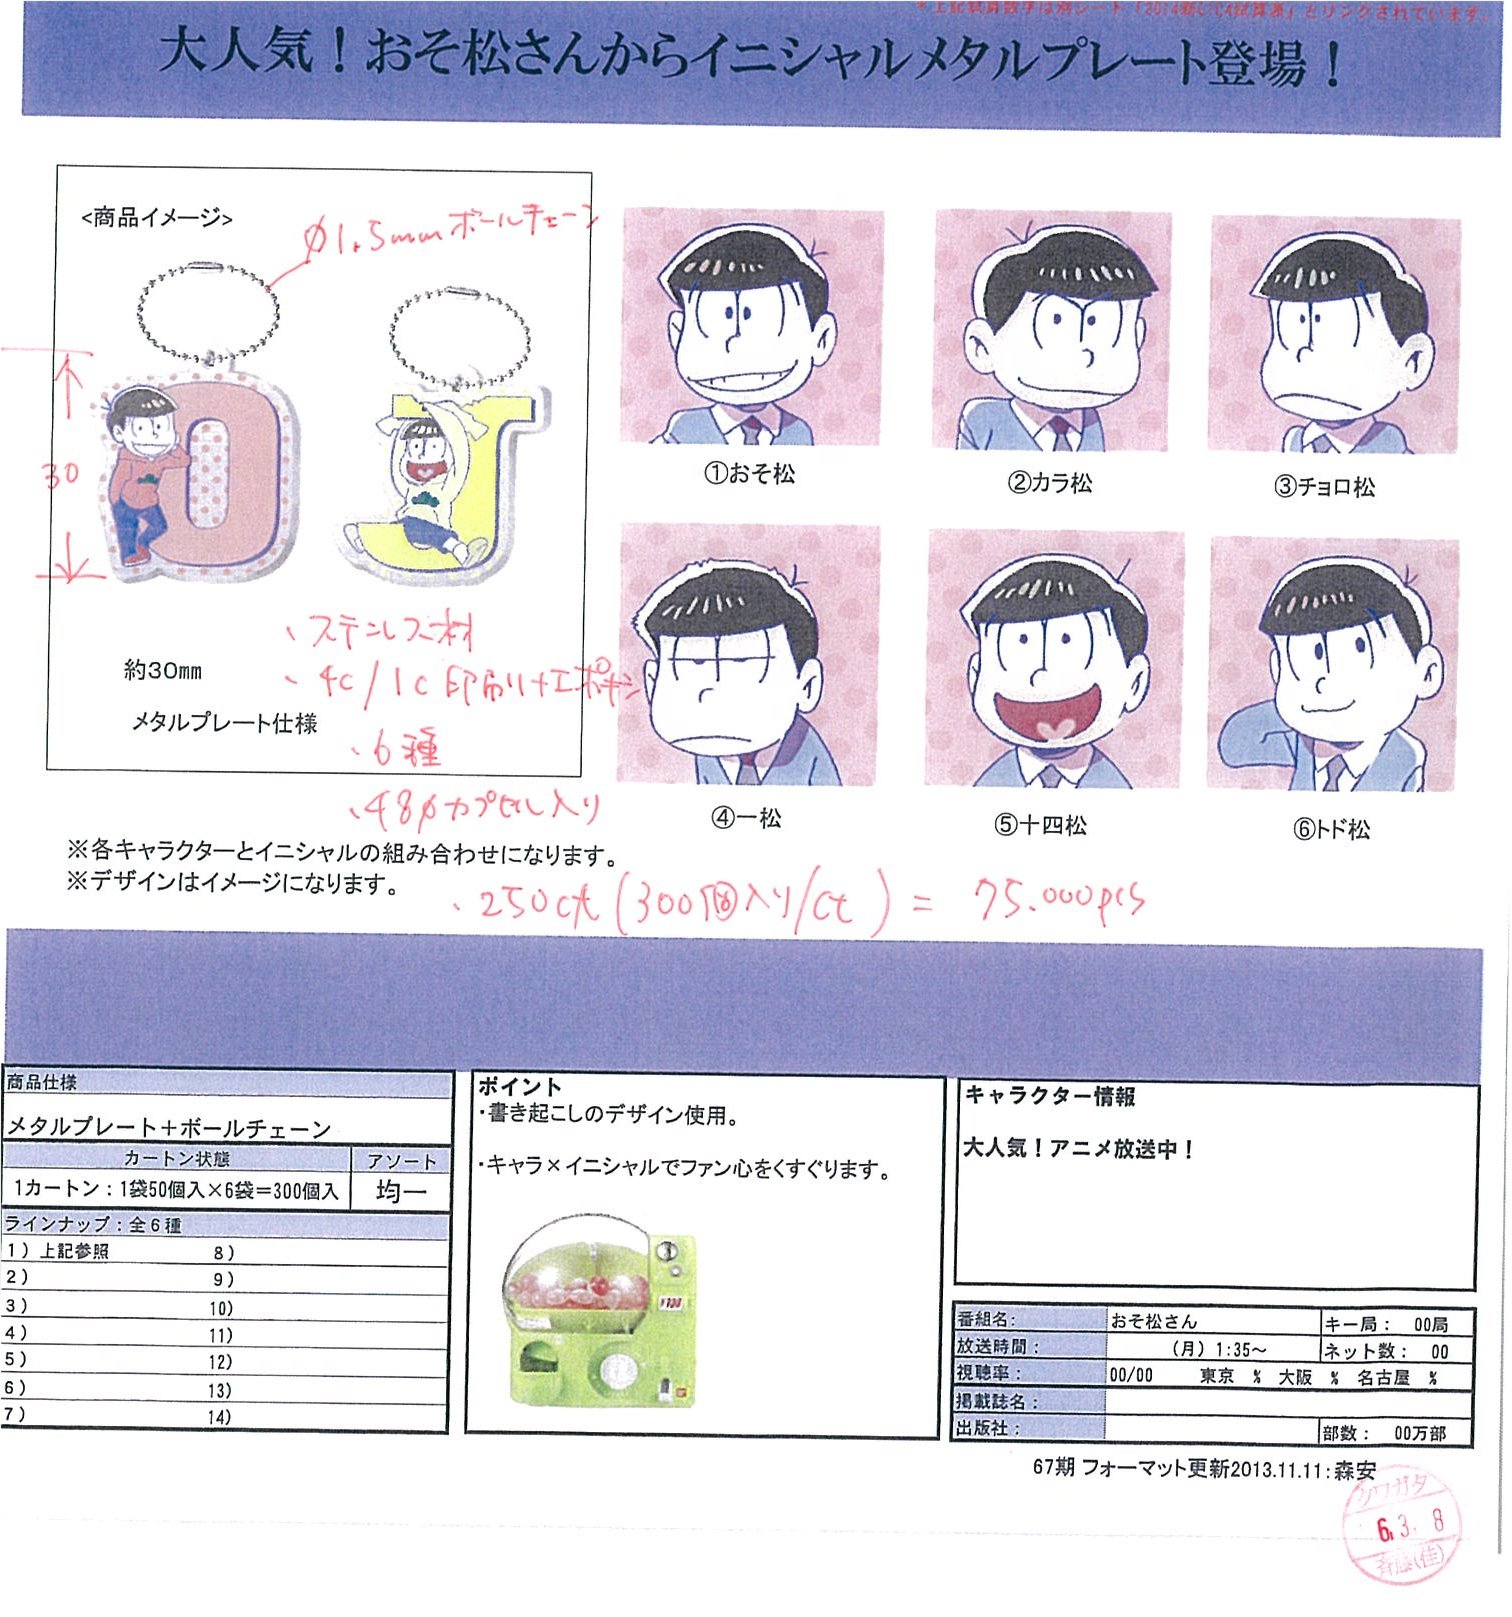 *上記試算数字は別シート「2014新しい試算票」とリンクされています。
大人気！おそ松さんからイニシャルメタルプレート登場！
<商品イメージ>
φ1.5mmボールチェーン
30
・ステンレス材
約30mm
・4C/1C印刷+エポキシ
メタルプレート仕様
・6種
・48φカプセル入り
①おそ松
②カラ松
③チョロ松
④一松
⑤十四松
⑥トド松
※各キャラクターとイニシャルの組み合わせになります。
※デザインはイメージになります。
・250ct(300個入り/ct) = 75.000pcs
商品仕様
メタルプレート＋ボールチェーン
カートン状態 アソート
1カートン：1袋50個入×6袋＝300個入 均一
ラインナップ：全6種
1) 上記参照 8)
2) 9)
3) 10)
4) 11)
5) 12)
6) 13)
7) 14)
ポイント
・書き起こしのデザイン使用。
・キャラ×イニシャルでファン心をくすぐります。
¥100
キャラクター情報
大人気！アニメ放送中！
番組名： おそ松さん キー局： 00局
放送時間： （月）1:35～ ネット数： 00
視聴率： 00/00 東京 % 大阪 % 名古屋 %
掲載誌名：
出版社： 部数： 00万部
67期 フォーマット更新2013.11.11：森安
クワガタ
6.3.8
斉藤(佳)